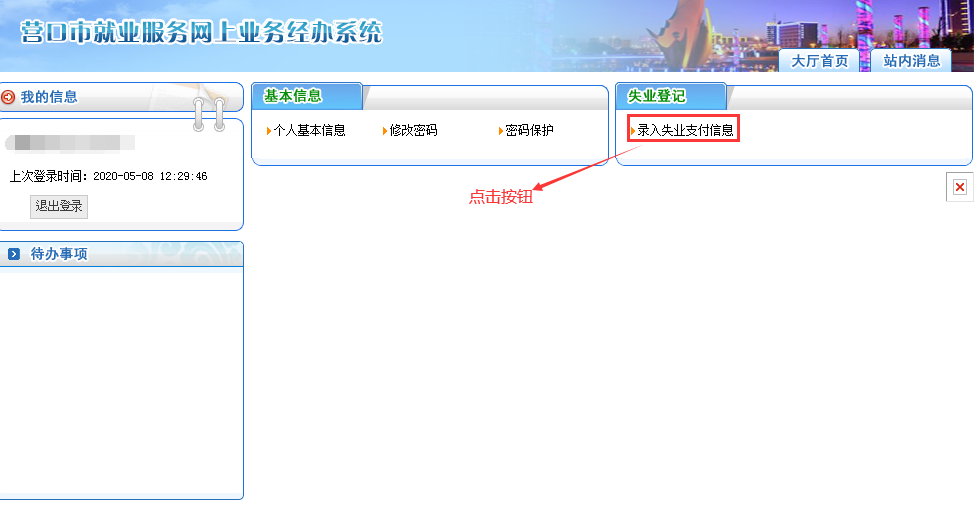 营口市就业服务网上业务经办系统
大厅首页 站内消息
我的信息
上次登录时间：2020-05-08 12:29:46
退出登录
待办事项
基本信息
个人基本信息 修改密码 密码保护
失业登记
录入失业支付信息
点击按钮